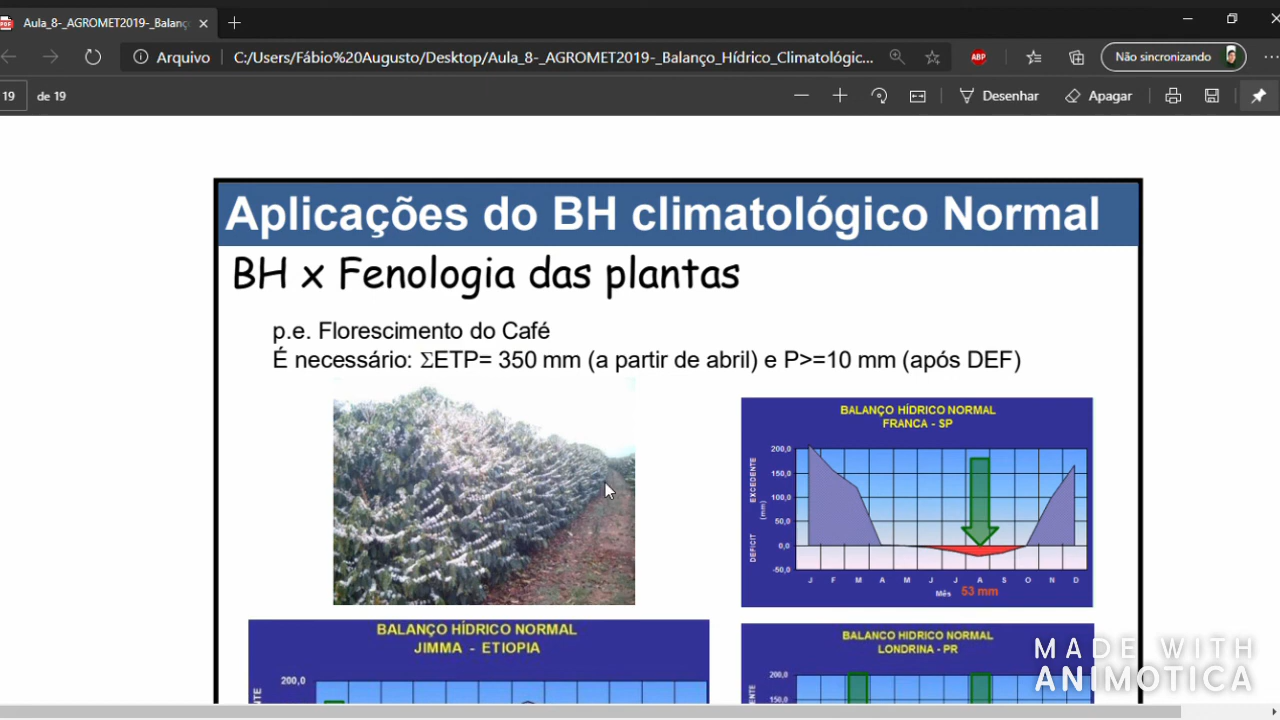 Aula_8-_AGROMET2019-_Balanç
Arquivo
C:/Users/Fábio%20Augusto/Desktop/Aula_8-_AGROMET2019-_Balanço_Hídrico_Climatológic...
ABP
Não sincronizando
19
de 19
Desenhar
Apagar
Aplicações do BH climatológico Normal
BH x Fenologia das plantas
p.e. Florescimento do Café
É necessário: ΣETP= 350 mm (a partir de abril) e P>=10 mm (após DEF)
BALANÇO HÍDRICO NORMAL
FRANCA - SP
200,0
150,0
100,0
50,0
0,0
-50,0
EXCEDENTE
(mm)
DEFICIT
J F M A M J J A S O N D
Mês
53 mm
BALANÇO HÍDRICO NORMAL
JIMMA - ETIOPIA
200,0
BALANCO HIDRICO NORMAL
LONDRINA - PR
200,0
150,0
MADE WITH
ANIMOTICA